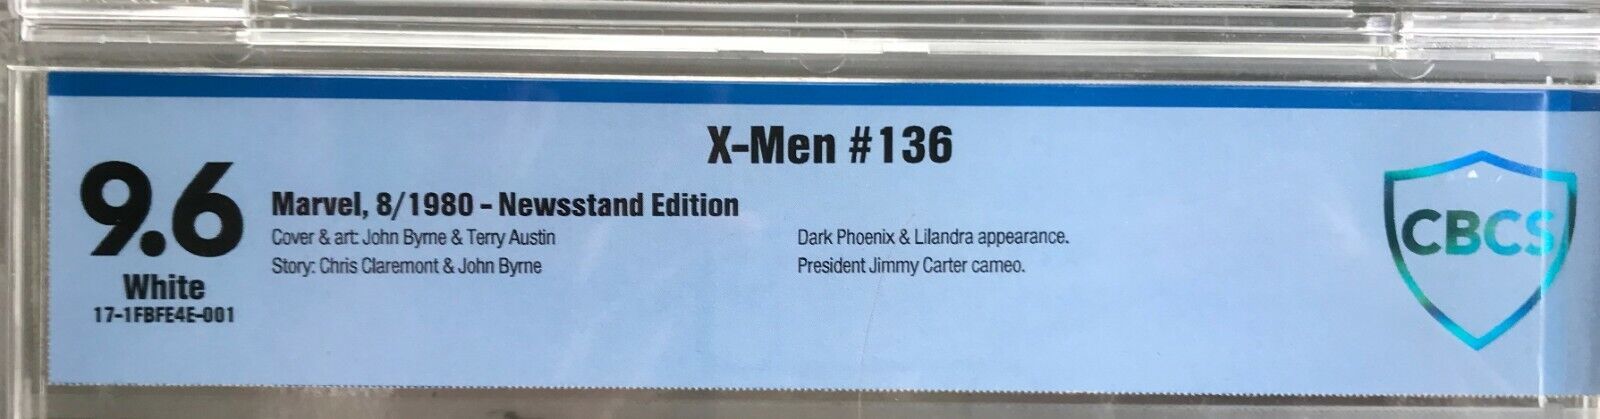 X-Men #136
9.6
White
17-1FBFE4E-001
Marvel, 8/1980 - Newsstand Edition
Cover & art: John Byrne & Terry Austin
Story: Chris Claremont & John Byrne
Dark Phoenix & Lilandra appearance.
President Jimmy Carter cameo.
CBCS